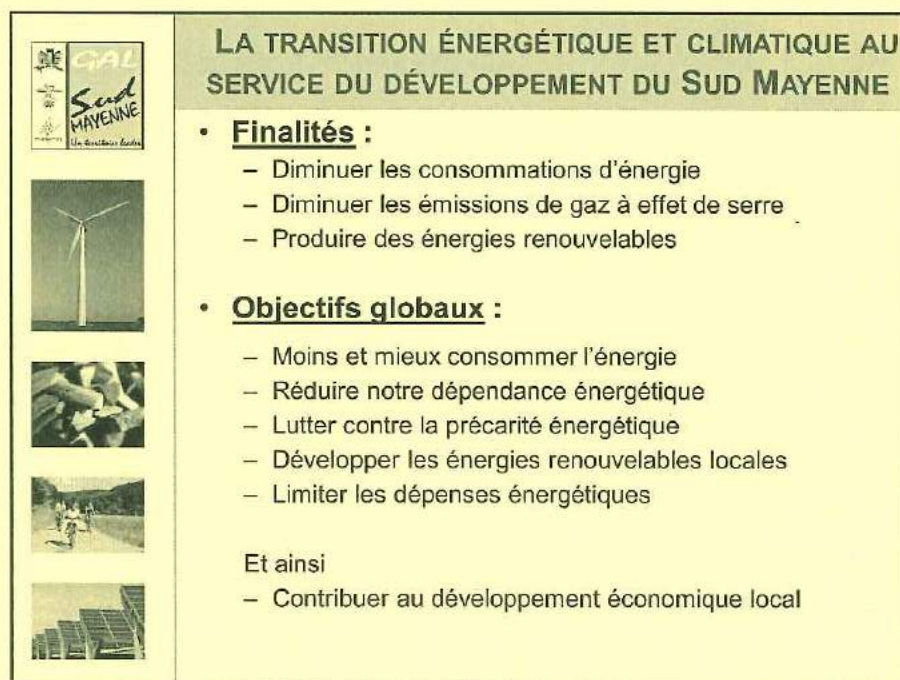 GAL
Sud
MAYENNE
Un territoire leader
LA TRANSITION ÉNERGÉTIQUE ET CLIMATIQUE AU
SERVICE DU DÉVELOPPEMENT DU SUD MAYENNE
• Finalités :
– Diminuer les consommations d'énergie
– Diminuer les émissions de gaz à effet de serre
– Produire des énergies renouvelables
• Objectifs globaux :
– Moins et mieux consommer l'énergie
– Réduire notre dépendance énergétique
– Lutter contre la précarité énergétique
– Développer les énergies renouvelables locales
– Limiter les dépenses énergétiques
Et ainsi
– Contribuer au développement économique local